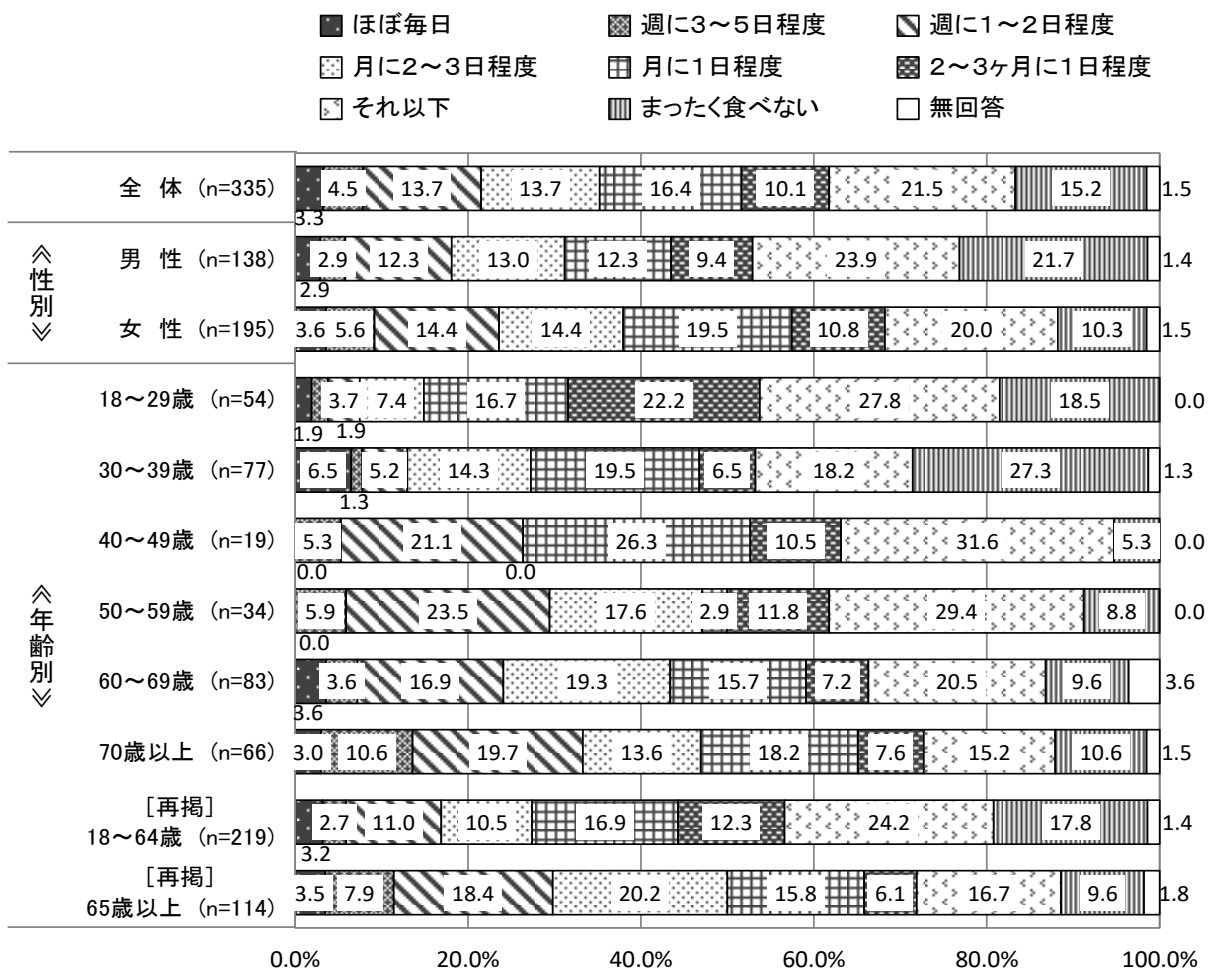 ほぼ毎日 週に3～5日程度 週に1～2日程度
月に2～3日程度 月に1日程度 2～3ヶ月に1日程度
それ以下 まったく食べない 無回答
全 体 (n=335) 4.5 13.7 13.7 16.4 10.1 21.5 15.2 1.5
3.3
≪性別≫
男 性 (n=138) 2.9 12.3 13.0 12.3 9.4 23.9 21.7 1.4
2.9
女 性 (n=195) 3.6 5.6 14.4 14.4 19.5 10.8 20.0 10.3 1.5
≪年齢別≫
18～29歳 (n=54) 3.7 7.4 16.7 22.2 27.8 18.5 0.0
1.9 1.9
30～39歳 (n=77) 6.5 5.2 14.3 19.5 6.5 18.2 27.3 1.3
1.3
40～49歳 (n=19) 5.3 21.1 26.3 10.5 31.6 5.3 0.0
0.0 0.0
50～59歳 (n=34) 5.9 23.5 17.6 2.9 11.8 29.4 8.8 0.0
0.0
60～69歳 (n=83) 3.6 16.9 19.3 15.7 7.2 20.5 9.6 3.6
3.6
70歳以上 (n=66) 3.0 10.6 19.7 13.6 18.2 7.6 15.2 10.6 1.5
［再掲］
18～64歳 (n=219) 2.7 11.0 10.5 16.9 12.3 24.2 17.8 1.4
3.2
［再掲］
65歳以上 (n=114) 3.5 7.9 18.4 20.2 15.8 6.1 16.7 9.6 1.8
0.0% 20.0% 40.0% 60.0% 80.0% 100.0%